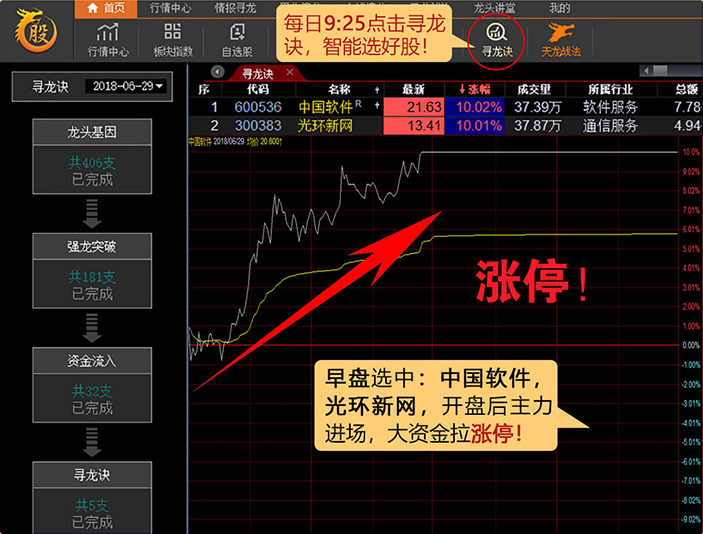 股
首页
行情中心
情报寻龙
龙头讲堂
我的
行情中心
板块指数
自选股
每日9:25点击寻龙
诀，智能选好股！
寻龙诀
天龙战法
寻龙诀 2018-06-29
龙头基因
共406支
已完成
强龙突破
共181支
已完成
资金流入
共32支
已完成
寻龙诀
共5支
已完成
寻龙诀
序 代码 名称 最新 涨幅 成交量 所属行业 总额
1 600536 中国软件R 21.63 10.02% 37.39万 软件服务 7.78
2 300383 光环新网 13.41 10.01% 37.87万 通信服务 4.94
中国软件 2018/06/29 均价 20.800↑
10.0%
9.02%
8.02%
7.01%
6.01%
5.01%
4.01%
3.01%
2.00%
1.00%
0.00%
-1.00%
-2.00%
-3.01%
-4.01%
-5.01%
-6.01%
-7.01%
-8.02%
-9.02%
涨停！
早盘选中：中国软件，
光环新网，开盘后主力
进场，大资金拉涨停！